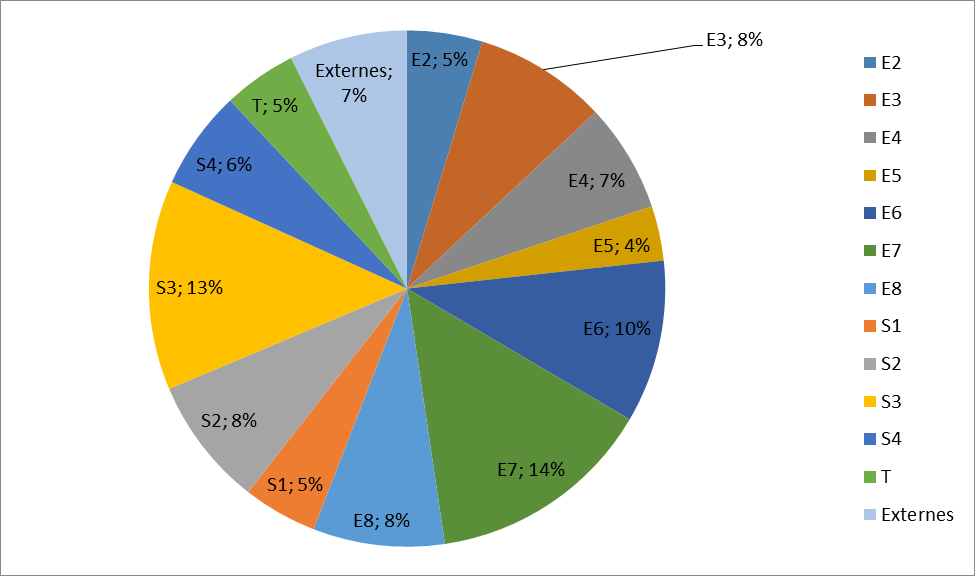 E2; 5%
E3; 8%
E4; 7%
E5; 4%
E6; 10%
E7; 14%
E8; 8%
S1; 5%
S2; 8%
S3; 13%
S4; 6%
T; 5%
Externes;
7%
E2
E3
E4
E5
E6
E7
E8
S1
S2
S3
S4
T
Externes